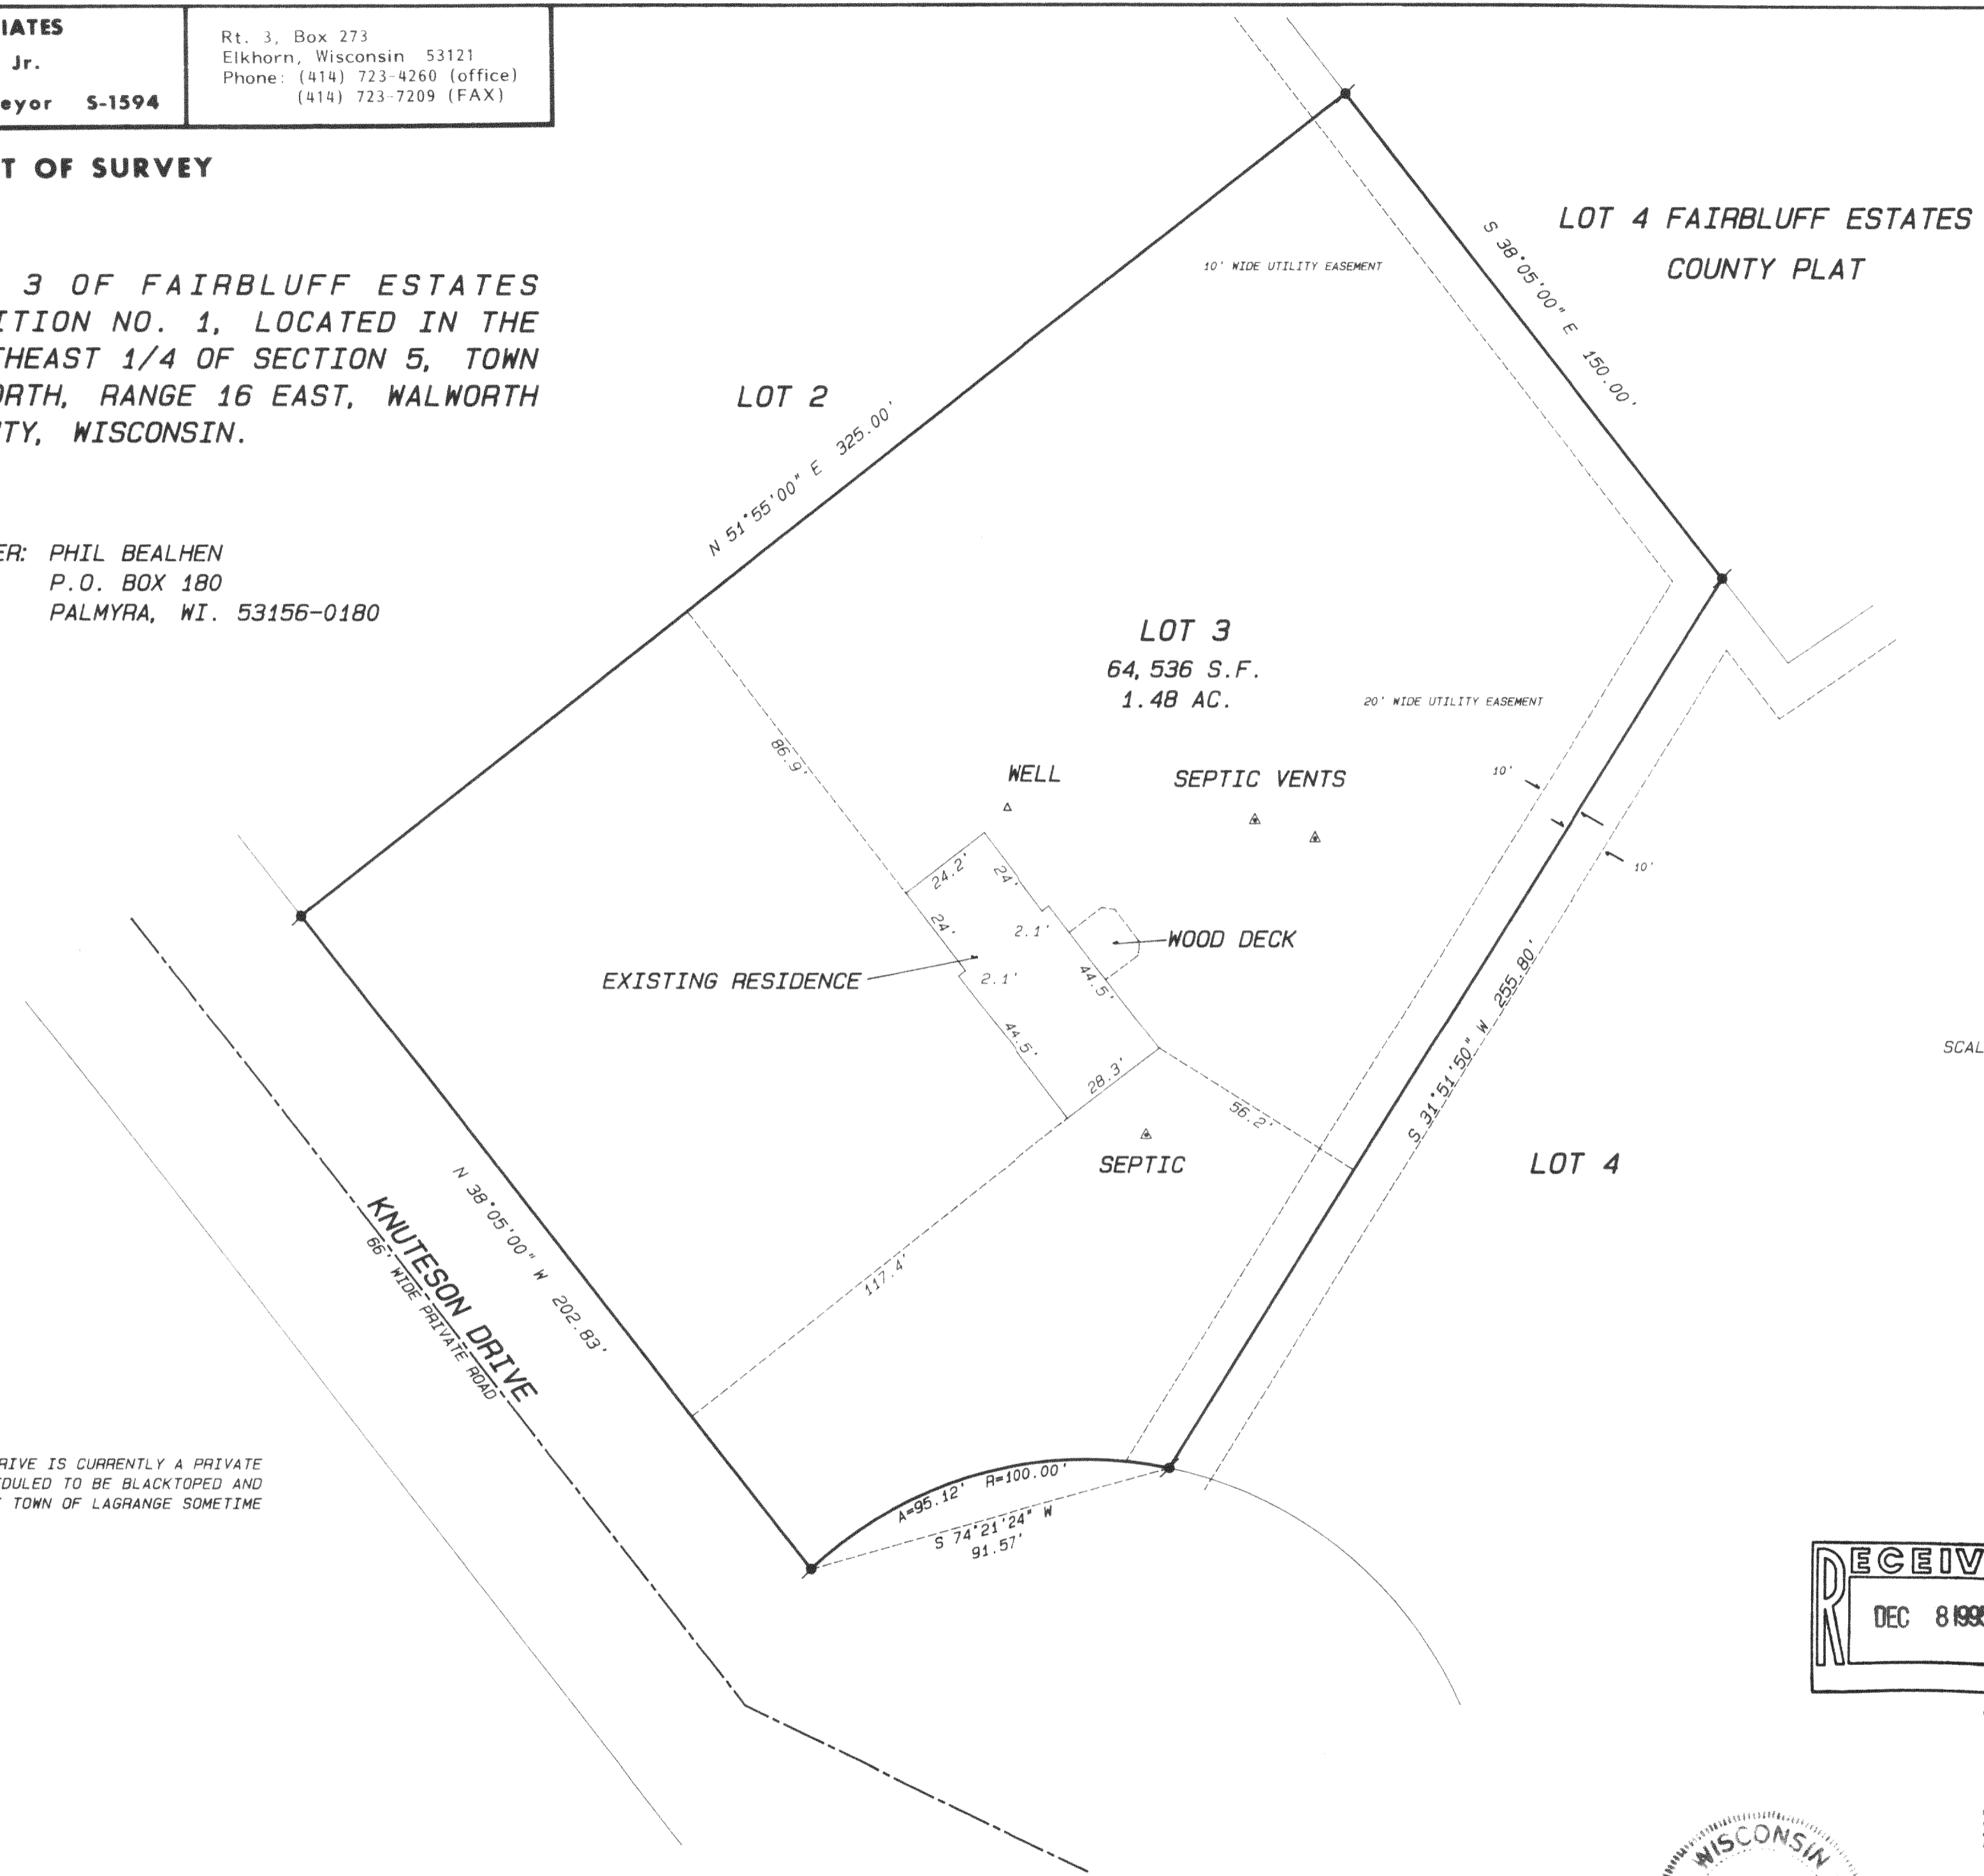 IATES
Jr.
eyor S-1594
Rt. 3, Box 273
Elkhorn, Wisconsin 53121
Phone: (414) 723-4260 (office)
(414) 723-7209 (FAX)
T OF SURVEY
3 OF FAIRBLUFF ESTATES
ITION NO. 1, LOCATED IN THE
THEAST 1/4 OF SECTION 5, TOWN
ORTH, RANGE 16 EAST, WALWORTH
TY, WISCONSIN.
ER: PHIL BEALHEN
P.O. BOX 180
PALMYRA, WI. 53156-0180
LOT 4 FAIRBLUFF ESTATES
COUNTY PLAT
S 38°05'00" E 150.00'
10' WIDE UTILITY EASEMENT
LOT 2
N 51°55'00" E 325.00'
LOT 3
64,536 S.F.
1.48 AC.
20' WIDE UTILITY EASEMENT
86.9'
WELL
SEPTIC VENTS
10'
10'
24.2'
24'
24'
2.1'
WOOD DECK
EXISTING RESIDENCE
2.1'
44.5'
44.5'
28.3'
56.2'
S 31°51'50" W 255.80'
SCAL
SEPTIC
LOT 4
N 38°05'00" W 202.83'
KNUTESON DRIVE
66' WIDE PRIVATE ROAD
117.4'
RIVE IS CURRENTLY A PRIVATE
DULED TO BE BLACKTOPED AND
TOWN OF LAGRANGE SOMETIME
A=95.12' R=100.00'
S 74°21'24" W
91.57'
RECEIV
DEC 8 199
WISCONSIN